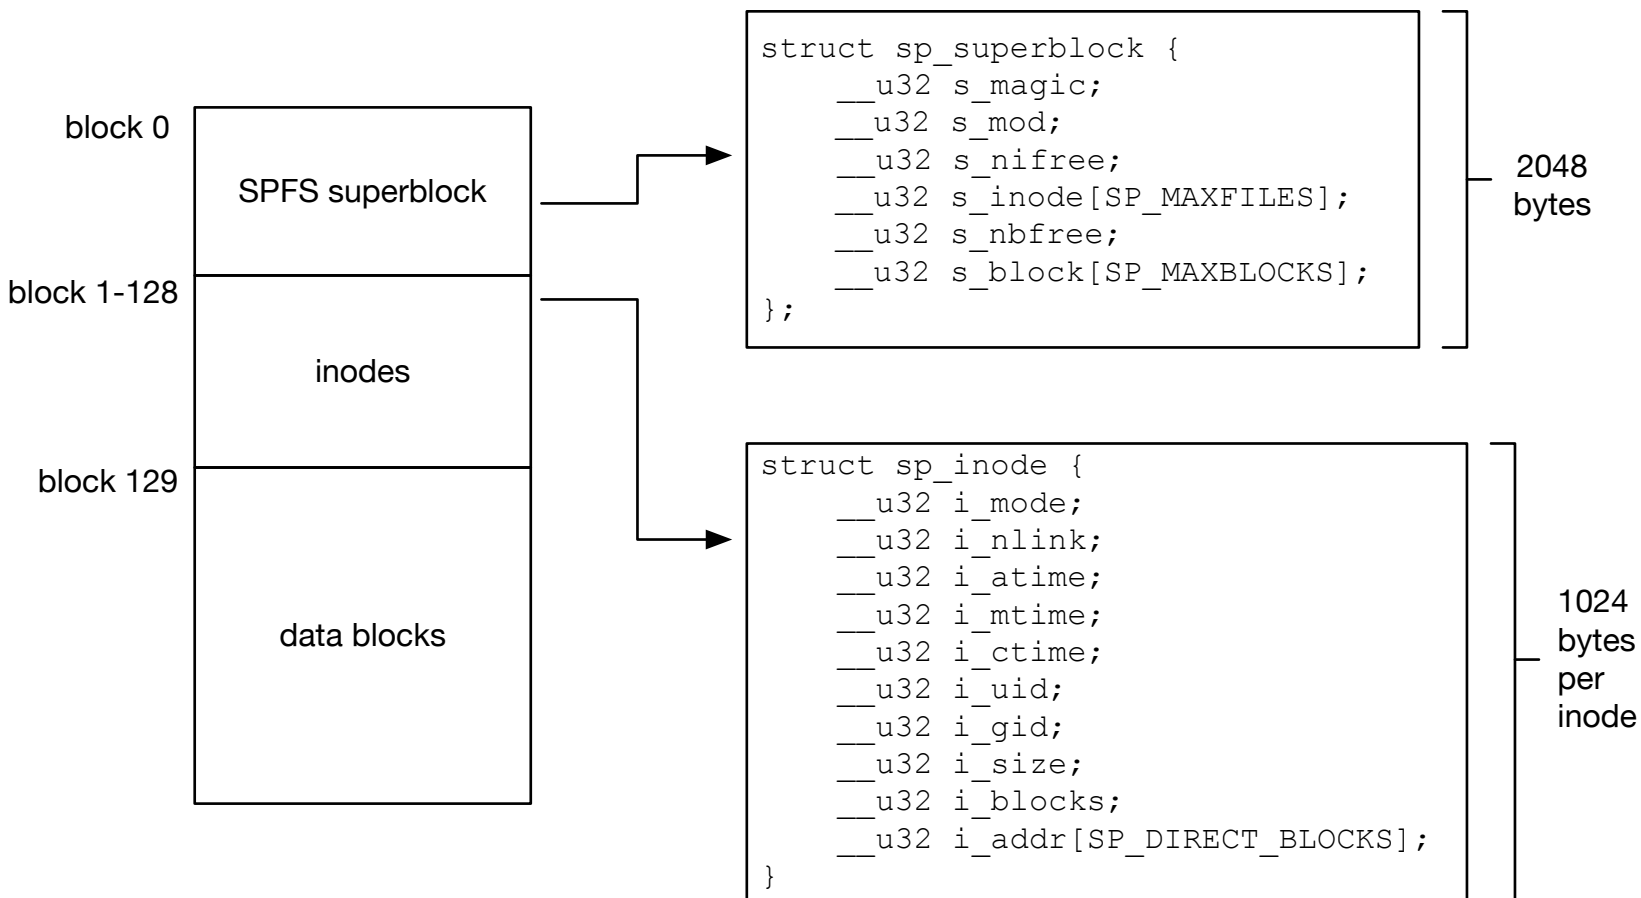 block 0
SPFS superblock
block 1-128
inodes
block 129
data blocks
struct sp_superblock {
    __u32 s_magic;
    __u32 s_mod;
    __u32 s_nifree;
    __u32 s_inode[SP_MAXFILES];
    __u32 s_nbfree;
    __u32 s_block[SP_MAXBLOCKS];
};
2048
bytes
struct sp_inode {
    __u32 i_mode;
    __u32 i_nlink;
    __u32 i_atime;
    __u32 i_mtime;
    __u32 i_ctime;
    __u32 i_uid;
    __u32 i_gid;
    __u32 i_size;
    __u32 i_blocks;
    __u32 i_addr[SP_DIRECT_BLOCKS];
}
1024
bytes
per
inode